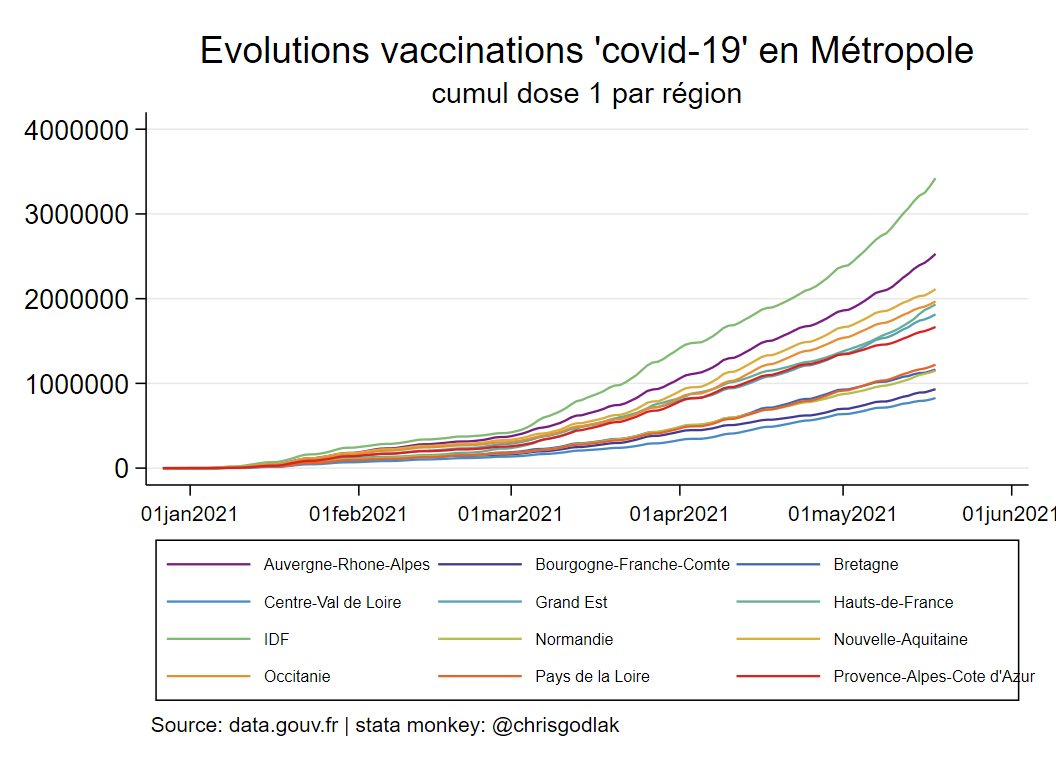 Evolutions vaccinations 'covid-19' en Métropole
cumul dose 1 par région
4000000
3000000
2000000
1000000
0
01jan2021 01feb2021 01mar2021 01apr2021 01may2021 01jun2021
Auvergne-Rhone-Alpes Bourgogne-Franche-Comte Bretagne
Centre-Val de Loire Grand Est Hauts-de-France
IDF Normandie Nouvelle-Aquitaine
Occitanie Pays de la Loire Provence-Alpes-Cote d'Azur
Source: data.gouv.fr | stata monkey: @chrisgodlak